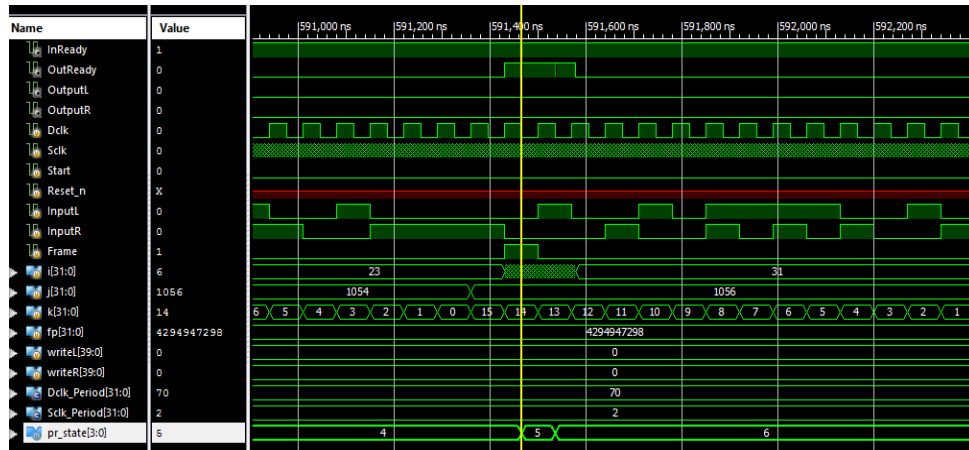 Name Value 591,000 ns 591,200 ns 591,400 ns 591,600 ns 591,800 ns 592,000 ns 592,200 ns
InReady 1
OutReady 0
OutputL 0
OutputR 0
Dclk 0
Sclk 0
Start 0
Reset_n X
InputL 0
InputR 0
Frame 1
i[31:0] 6 23 31
j[31:0] 1056 1054 1056
k[31:0] 14 6 5 4 3 2 1 0 15 14 13 12 11 10 9 8 7 6 5 4 3 2 1
fp[31:0] 4294947298 4294947298
writeL[39:0] 0 0
writeR[39:0] 0 0
Dclk_Period[31:0] 70 70
Sclk_Period[31:0] 2 2
pr_state[3:0] 5 4 5 6